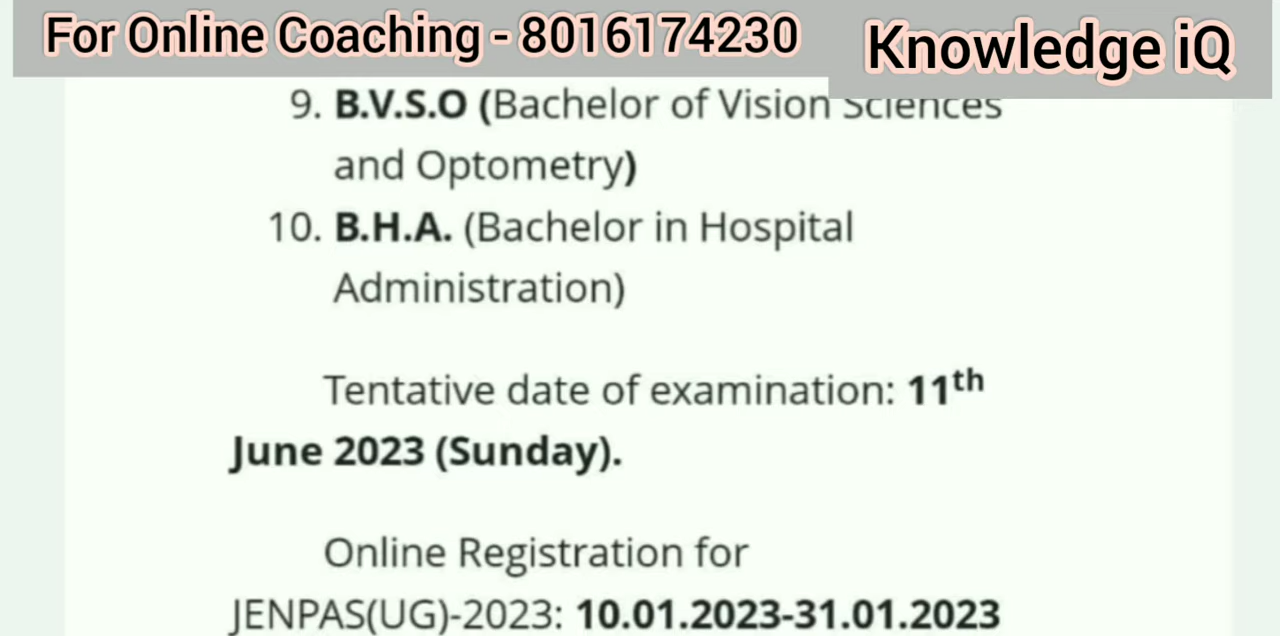 For Online Coaching - 8016174230
Knowledge iQ
9. B.V.S.O (Bachelor of Vision Sciences
and Optometry)
10. B.H.A. (Bachelor in Hospital
Administration)
Tentative date of examination: 11th
June 2023 (Sunday).
Online Registration for
JENPAS(UG)-2023: 10.01.2023-31.01.2023